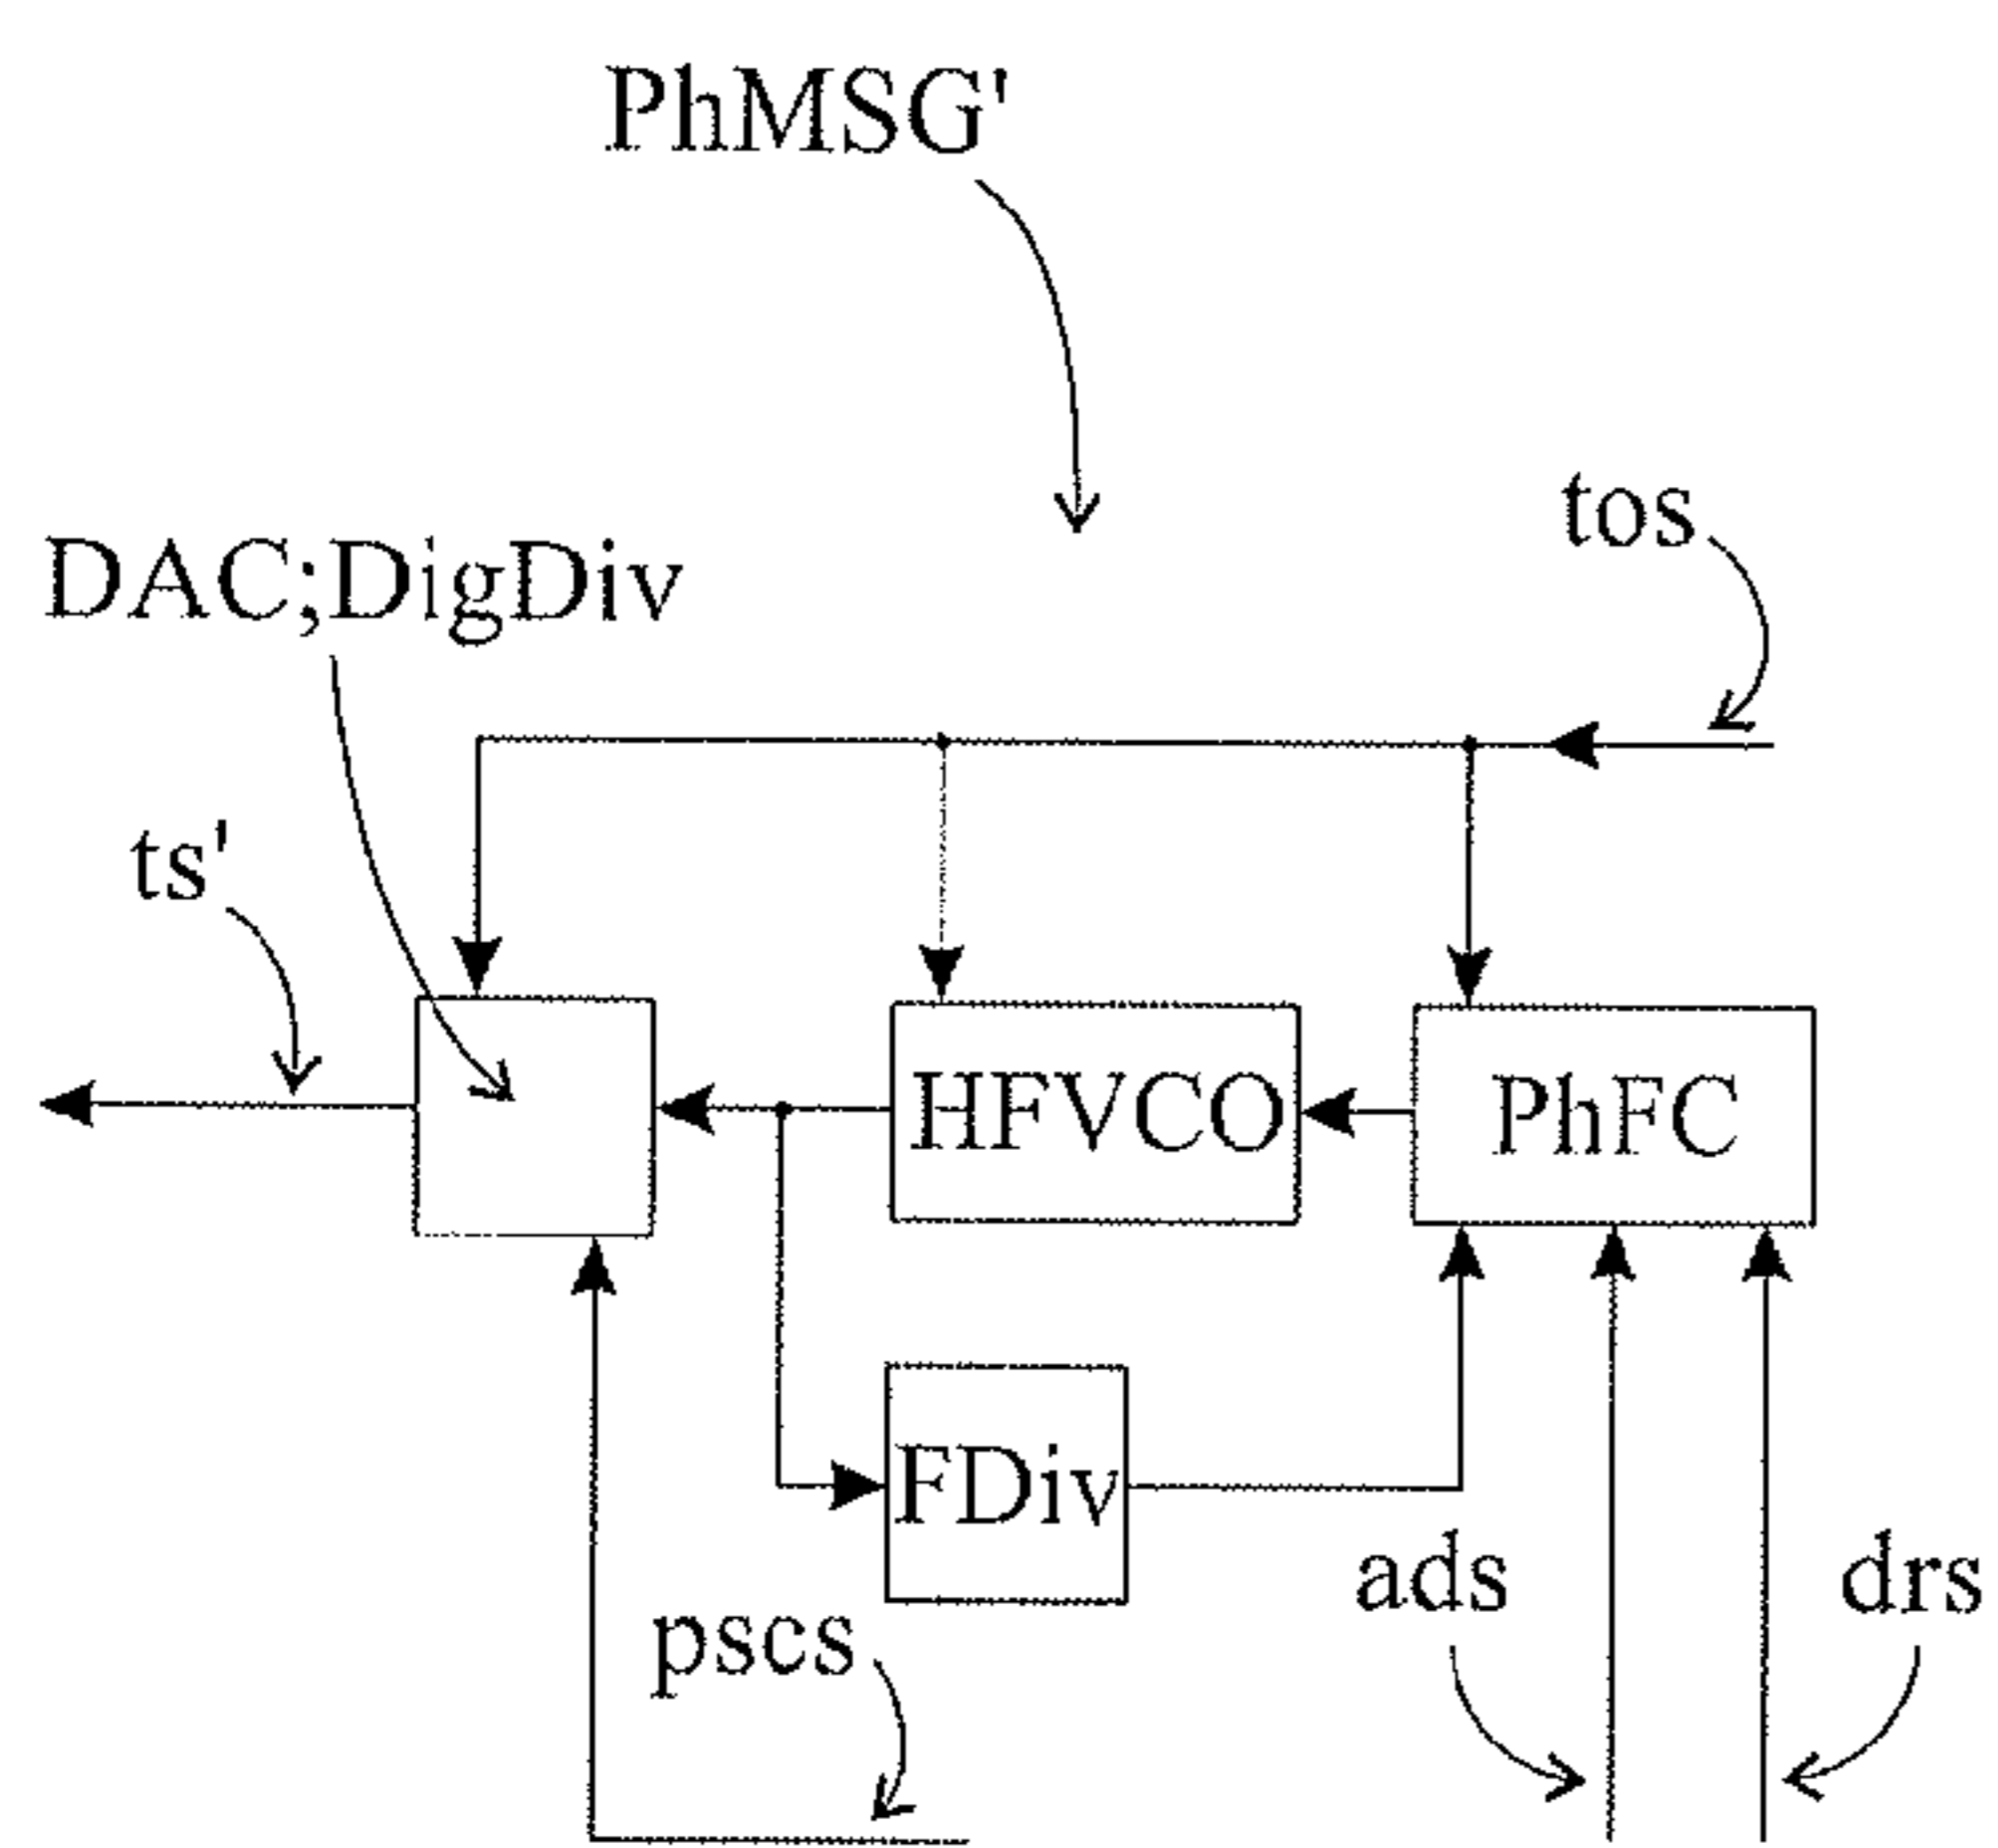 PhMSG'
tos
DAC;DigDiv
ts'
HFVCO
PhFC
FDiv
ads
drs
pscs